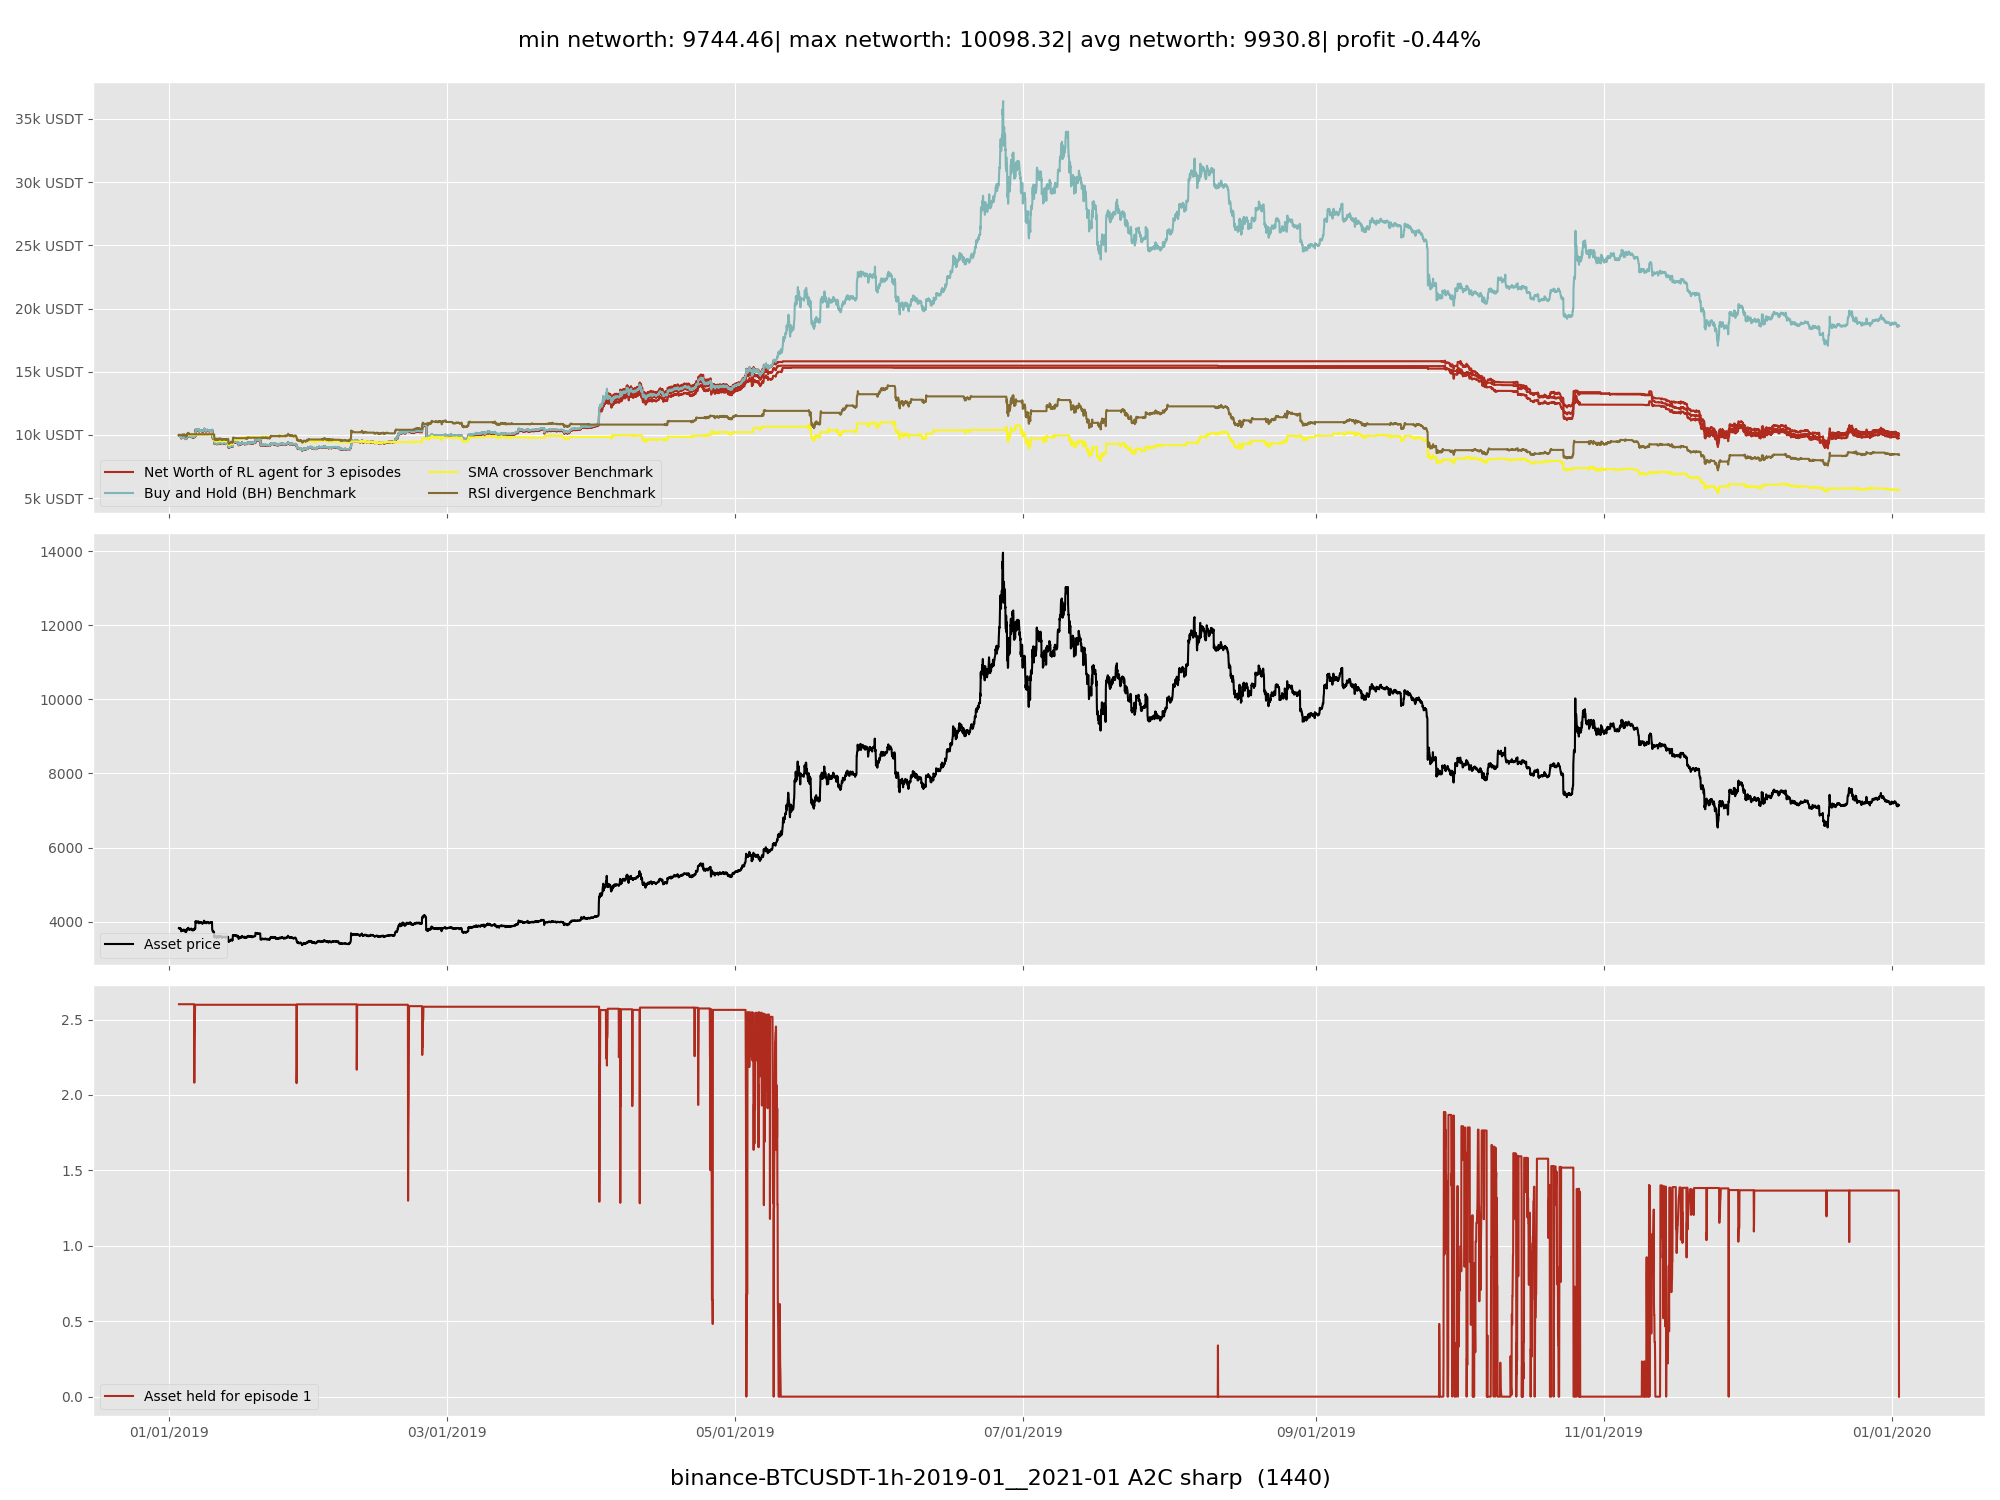 min networth: 9744.46| max networth: 10098.32| avg networth: 9930.8| profit -0.44%
35k USDT
30k USDT
25k USDT
20k USDT
15k USDT
10k USDT
5k USDT
Net Worth of RL agent for 3 episodes
Buy and Hold (BH) Benchmark
SMA crossover Benchmark
RSI divergence Benchmark
14000
12000
10000
8000
6000
4000
Asset price
2.5
2.0
1.5
1.0
0.5
0.0
Asset held for episode 1
01/01/2019 03/01/2019 05/01/2019 07/01/2019 09/01/2019 11/01/2019 01/01/2020
binance-BTCUSDT-1h-2019-01__2021-01 A2C sharp (1440)